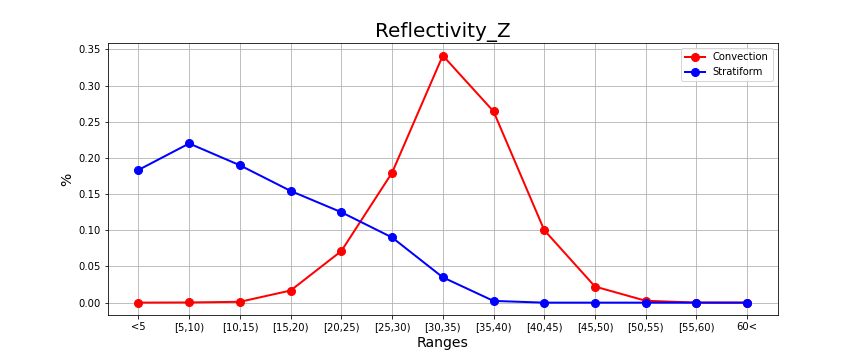 Reflectivity_Z
0.35
0.30
0.25
0.20
0.15
0.10
0.05
0.00
%
Convection
Stratiform
<5 [5,10) [10,15) [15,20) [20,25) [25,30) [30,35) [35,40) [40,45) [45,50) [50,55) [55,60) 60<
Ranges